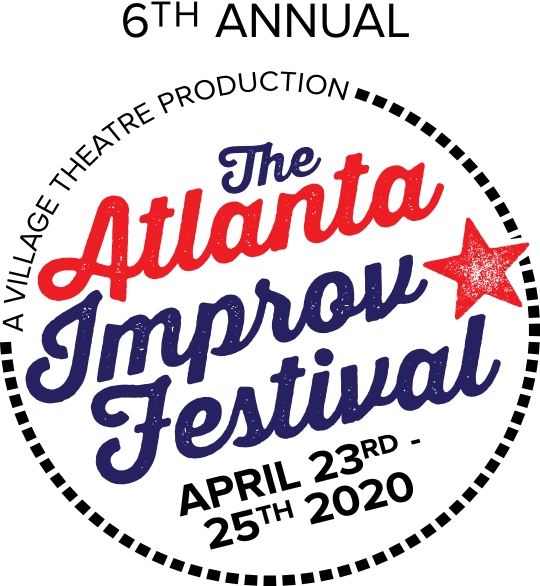 6TH ANNUAL
A VILLAGE THEATRE PRODUCTION
The
Atlanta
Improv
Festival
APRIL 23RD -
25TH 2020